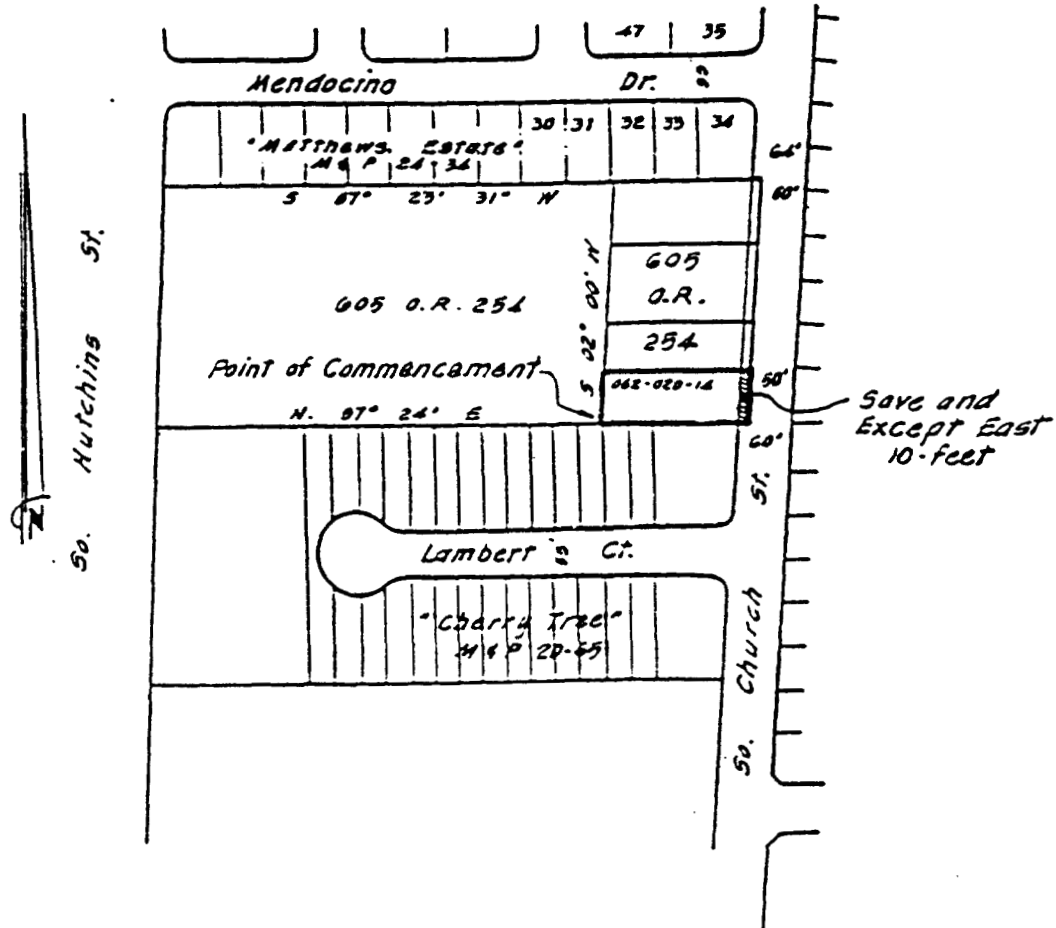 47 35
Mendocino Dr.
30 31 32 33 34
"Matthews Estate"
M & P 24-34
64'
60'
S 87° 23' 31" W
So. Hutchins St.
S 02° 00' W
605
O.R.
254
605 O.R. 254
Point of Commencement
062-020-14
50'
N. 87° 24' E
60'
Save and
Except East
10-feet
Lambert Ct.
"Cherry Tree"
M & P 20-65
So. Church St.